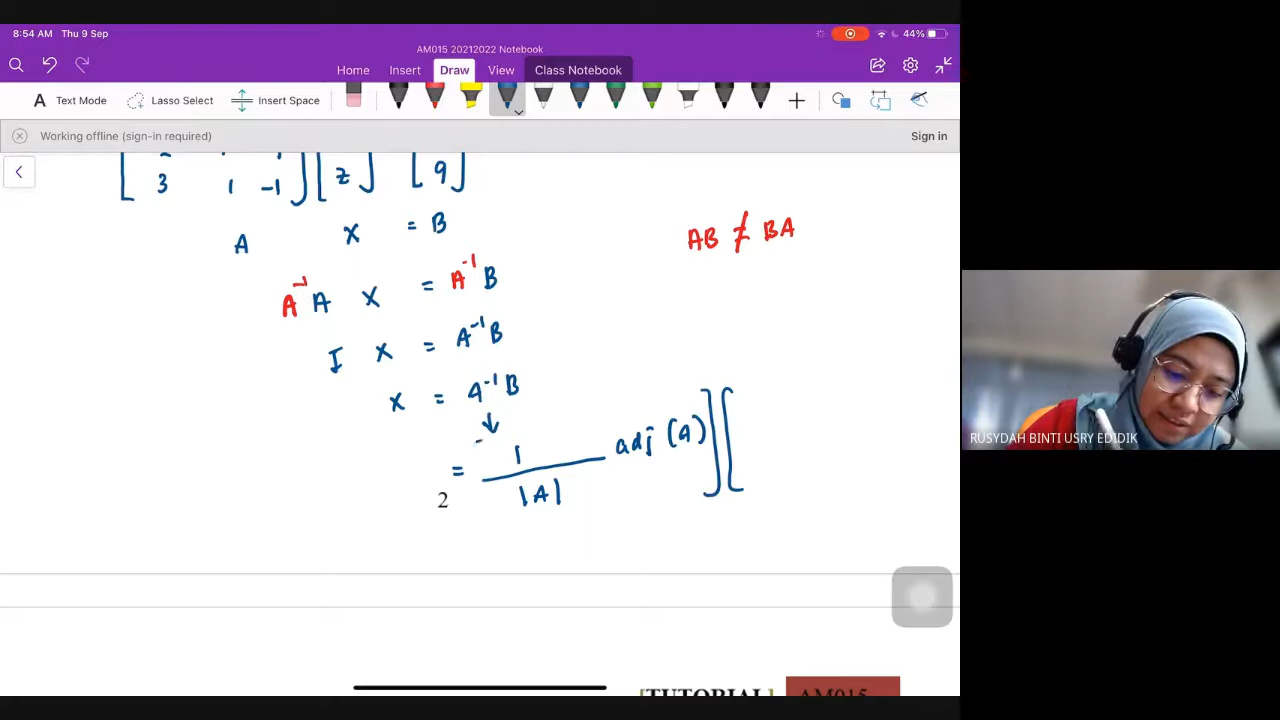 8:54 AM Thu 9 Sep
44%
AM015 20212022 Notebook
Home Insert Draw View Class Notebook
A Text Mode Lasso Select Insert Space
Working offline (sign-in required) Sign in
3 1 -1 z 9
A X = B
AB ≠ BA
A⁻¹ A X = A⁻¹ B
I X = A⁻¹ B
X = A⁻¹ B
= 1 / |A| adj (A)
2
RUSYDAH BINTI USRY EDIDIK
[TUTORIAL] AM015